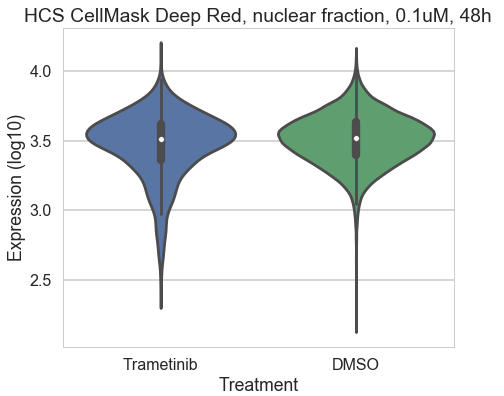 HCS CellMask Deep Red, nuclear fraction, 0.1uM, 48h
4.0
3.5
3.0
2.5
Expression (log10)
Trametinib DMSO
Treatment